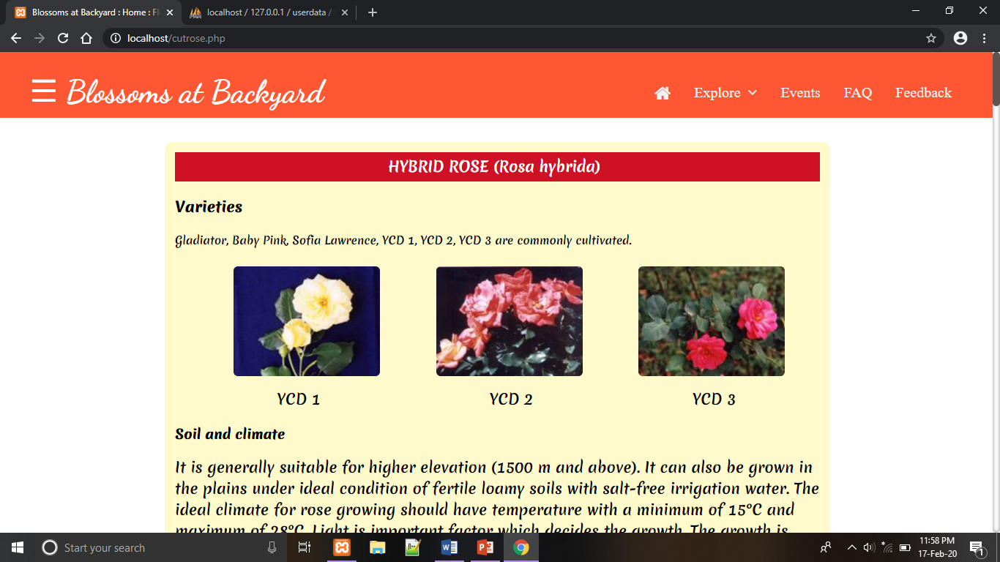 Blossoms at Backyard : Home : Fl
localhost / 127.0.0.1 / userdata /
localhost/cutrose.php
Blossoms at Backyard
Explore
Events
FAQ
Feedback
HYBRID ROSE (Rosa hybrida)
Varieties
Gladiator, Baby Pink, Sofia Lawrence, YCD 1, YCD 2, YCD 3 are commonly cultivated.
YCD 1
YCD 2
YCD 3
Soil and climate
It is generally suitable for higher elevation (1500 m and above). It can also be grown in
the plains under ideal condition of fertile loamy soils with salt-free irrigation water. The
ideal climate for rose growing should have temperature with a minimum of 15°C and
maximum of 28°C. Light is important factor which decides the growth. The growth is
Start your search
11:58 PM
17-Feb-20
1